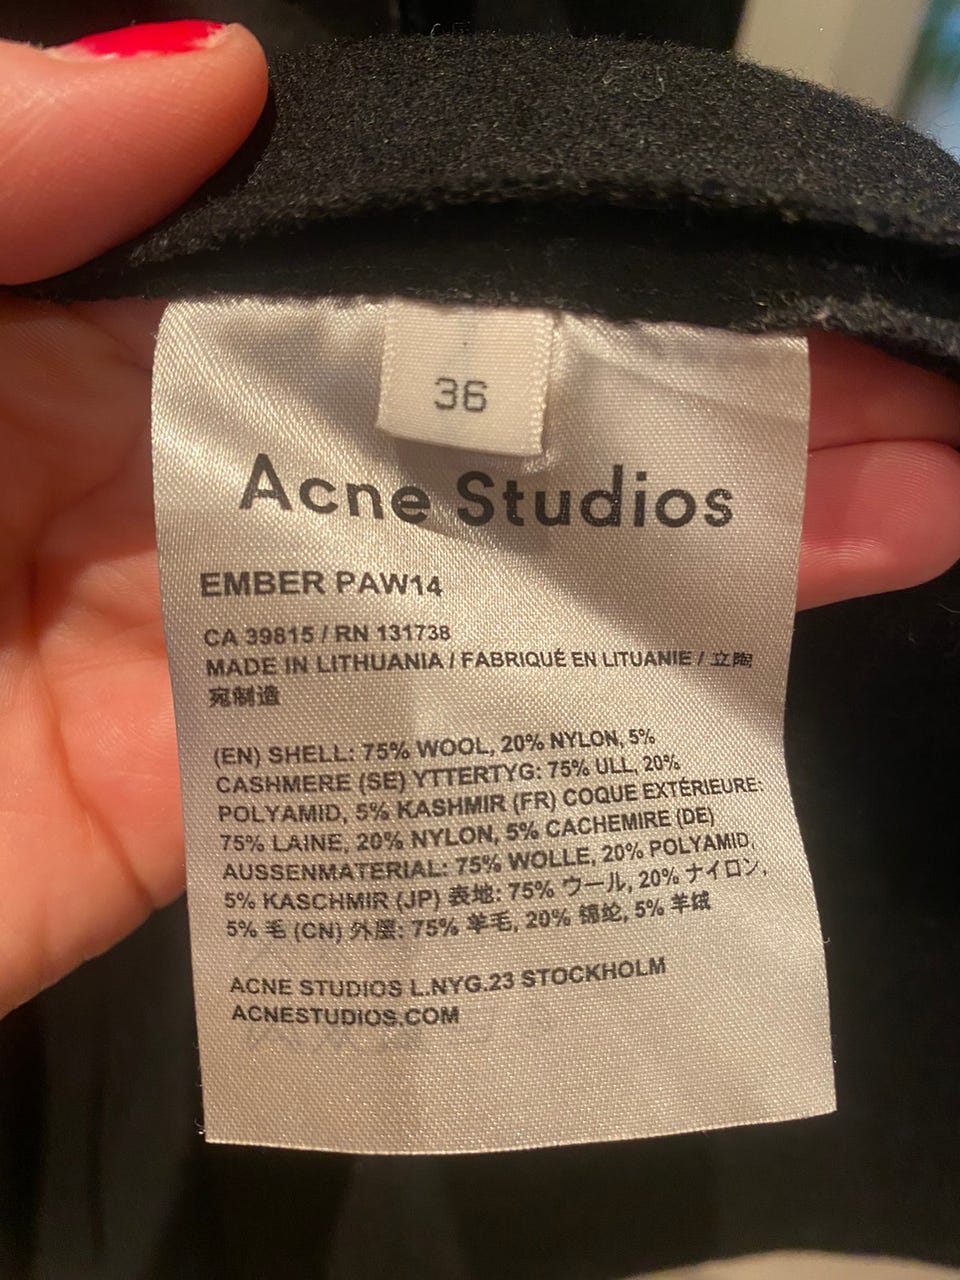 36
Acne Studios
EMBER PAW14
CA 39815 / RN 131738
MADE IN LITHUANIA / FABRIQUÉ EN LITUANIE / 立陶
宛制造
(EN) SHELL: 75% WOOL, 20% NYLON, 5%
CASHMERE (SE) YTTERTYG: 75% ULL, 20%
POLYAMID, 5% KASHMIR (FR) COQUE EXTÉRIEURE:
75% LAINE, 20% NYLON, 5% CACHEMIRE (DE)
AUSSENMATERIAL: 75% WOLLE, 20% POLYAMID,
5% KASCHMIR (JP) 表地: 75% ウール, 20% ナイロン,
5% 毛 (CN) 外层: 75% 羊毛, 20% 锦纶, 5% 羊绒
ACNE STUDIOS L.NYG.23 STOCKHOLM
ACNESTUDIOS.COM